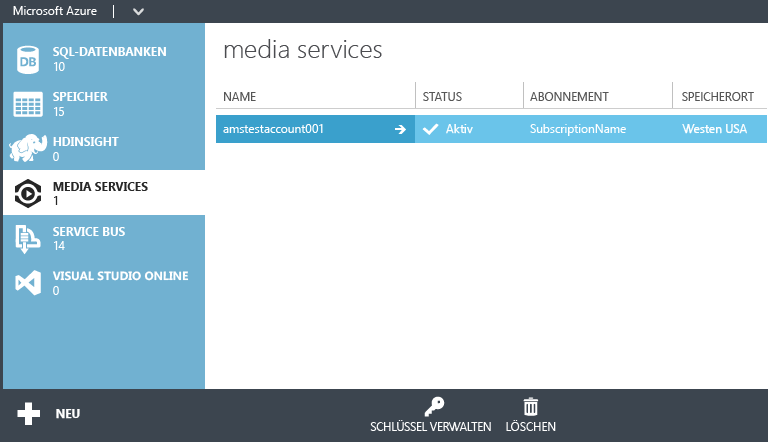 Microsoft Azure
DB
SQL-DATENBANKEN
10
SPEICHER
15
HDINSIGHT
0
MEDIA SERVICES
1
SERVICE BUS
14
VISUAL STUDIO ONLINE
0
media services
NAME STATUS ABONNEMENT SPEICHERORT
amstestaccount001 Aktiv SubscriptionName Westen USA
NEU
SCHLÜSSEL VERWALTEN LÖSCHEN